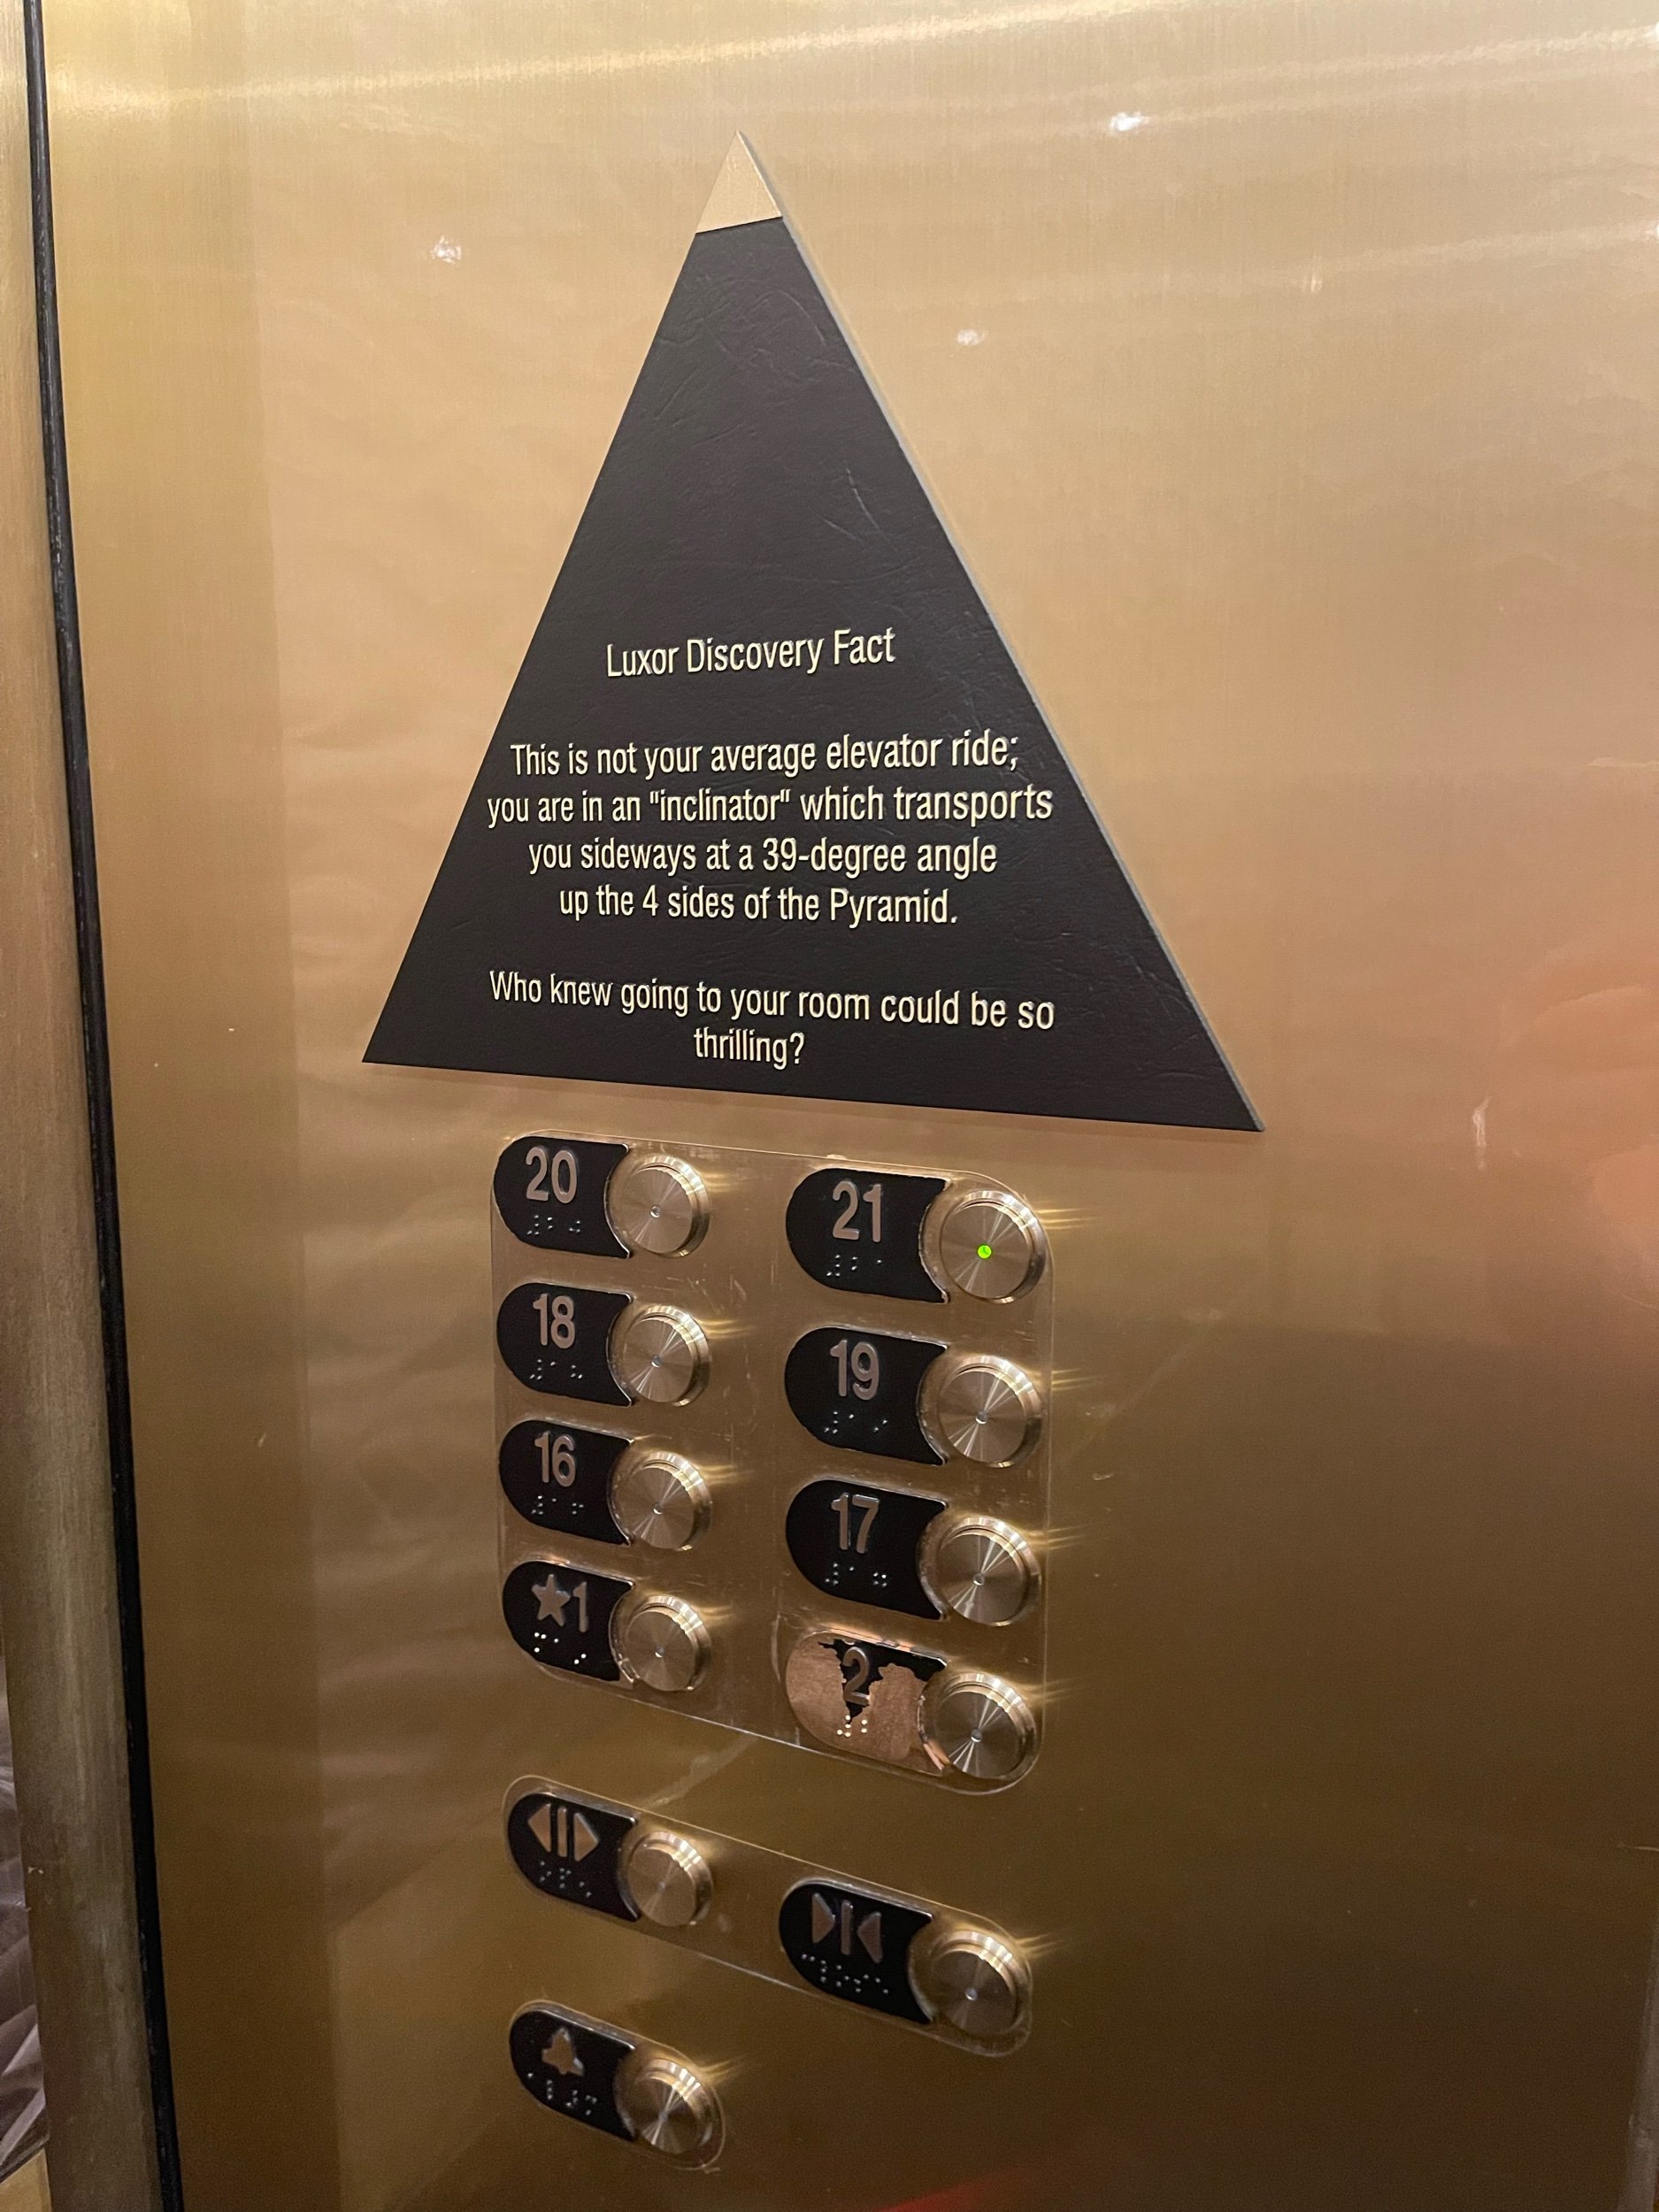 Luxor Discovery Fact
This is not your average elevator ride;
you are in an "inclinator" which transports
you sideways at a 39-degree angle
up the 4 sides of the Pyramid.
Who knew going to your room could be so
thrilling?
20 21
18 19
16 17
★1 2